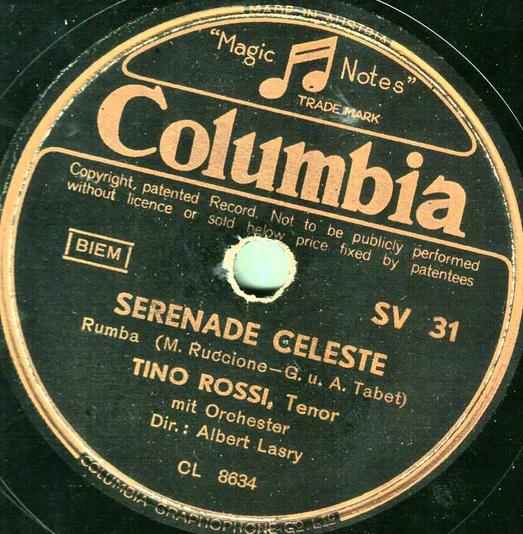 MADE IN AUSTRIA
"Magic Notes"
TRADE MARK
Columbia
Copyright, patented Record. Not to be publicly performed
without licence or sold below price fixed by patentees
BIEM
SV 31
SERENADE CELESTE
Rumba (M. Ruccione—G. u. A. Tabet)
TINO ROSSI, Tenor
mit Orchester
Dir.: Albert Lasry
CL 8634
COLUMBIA GRAPHOPHONE Co. Ltd